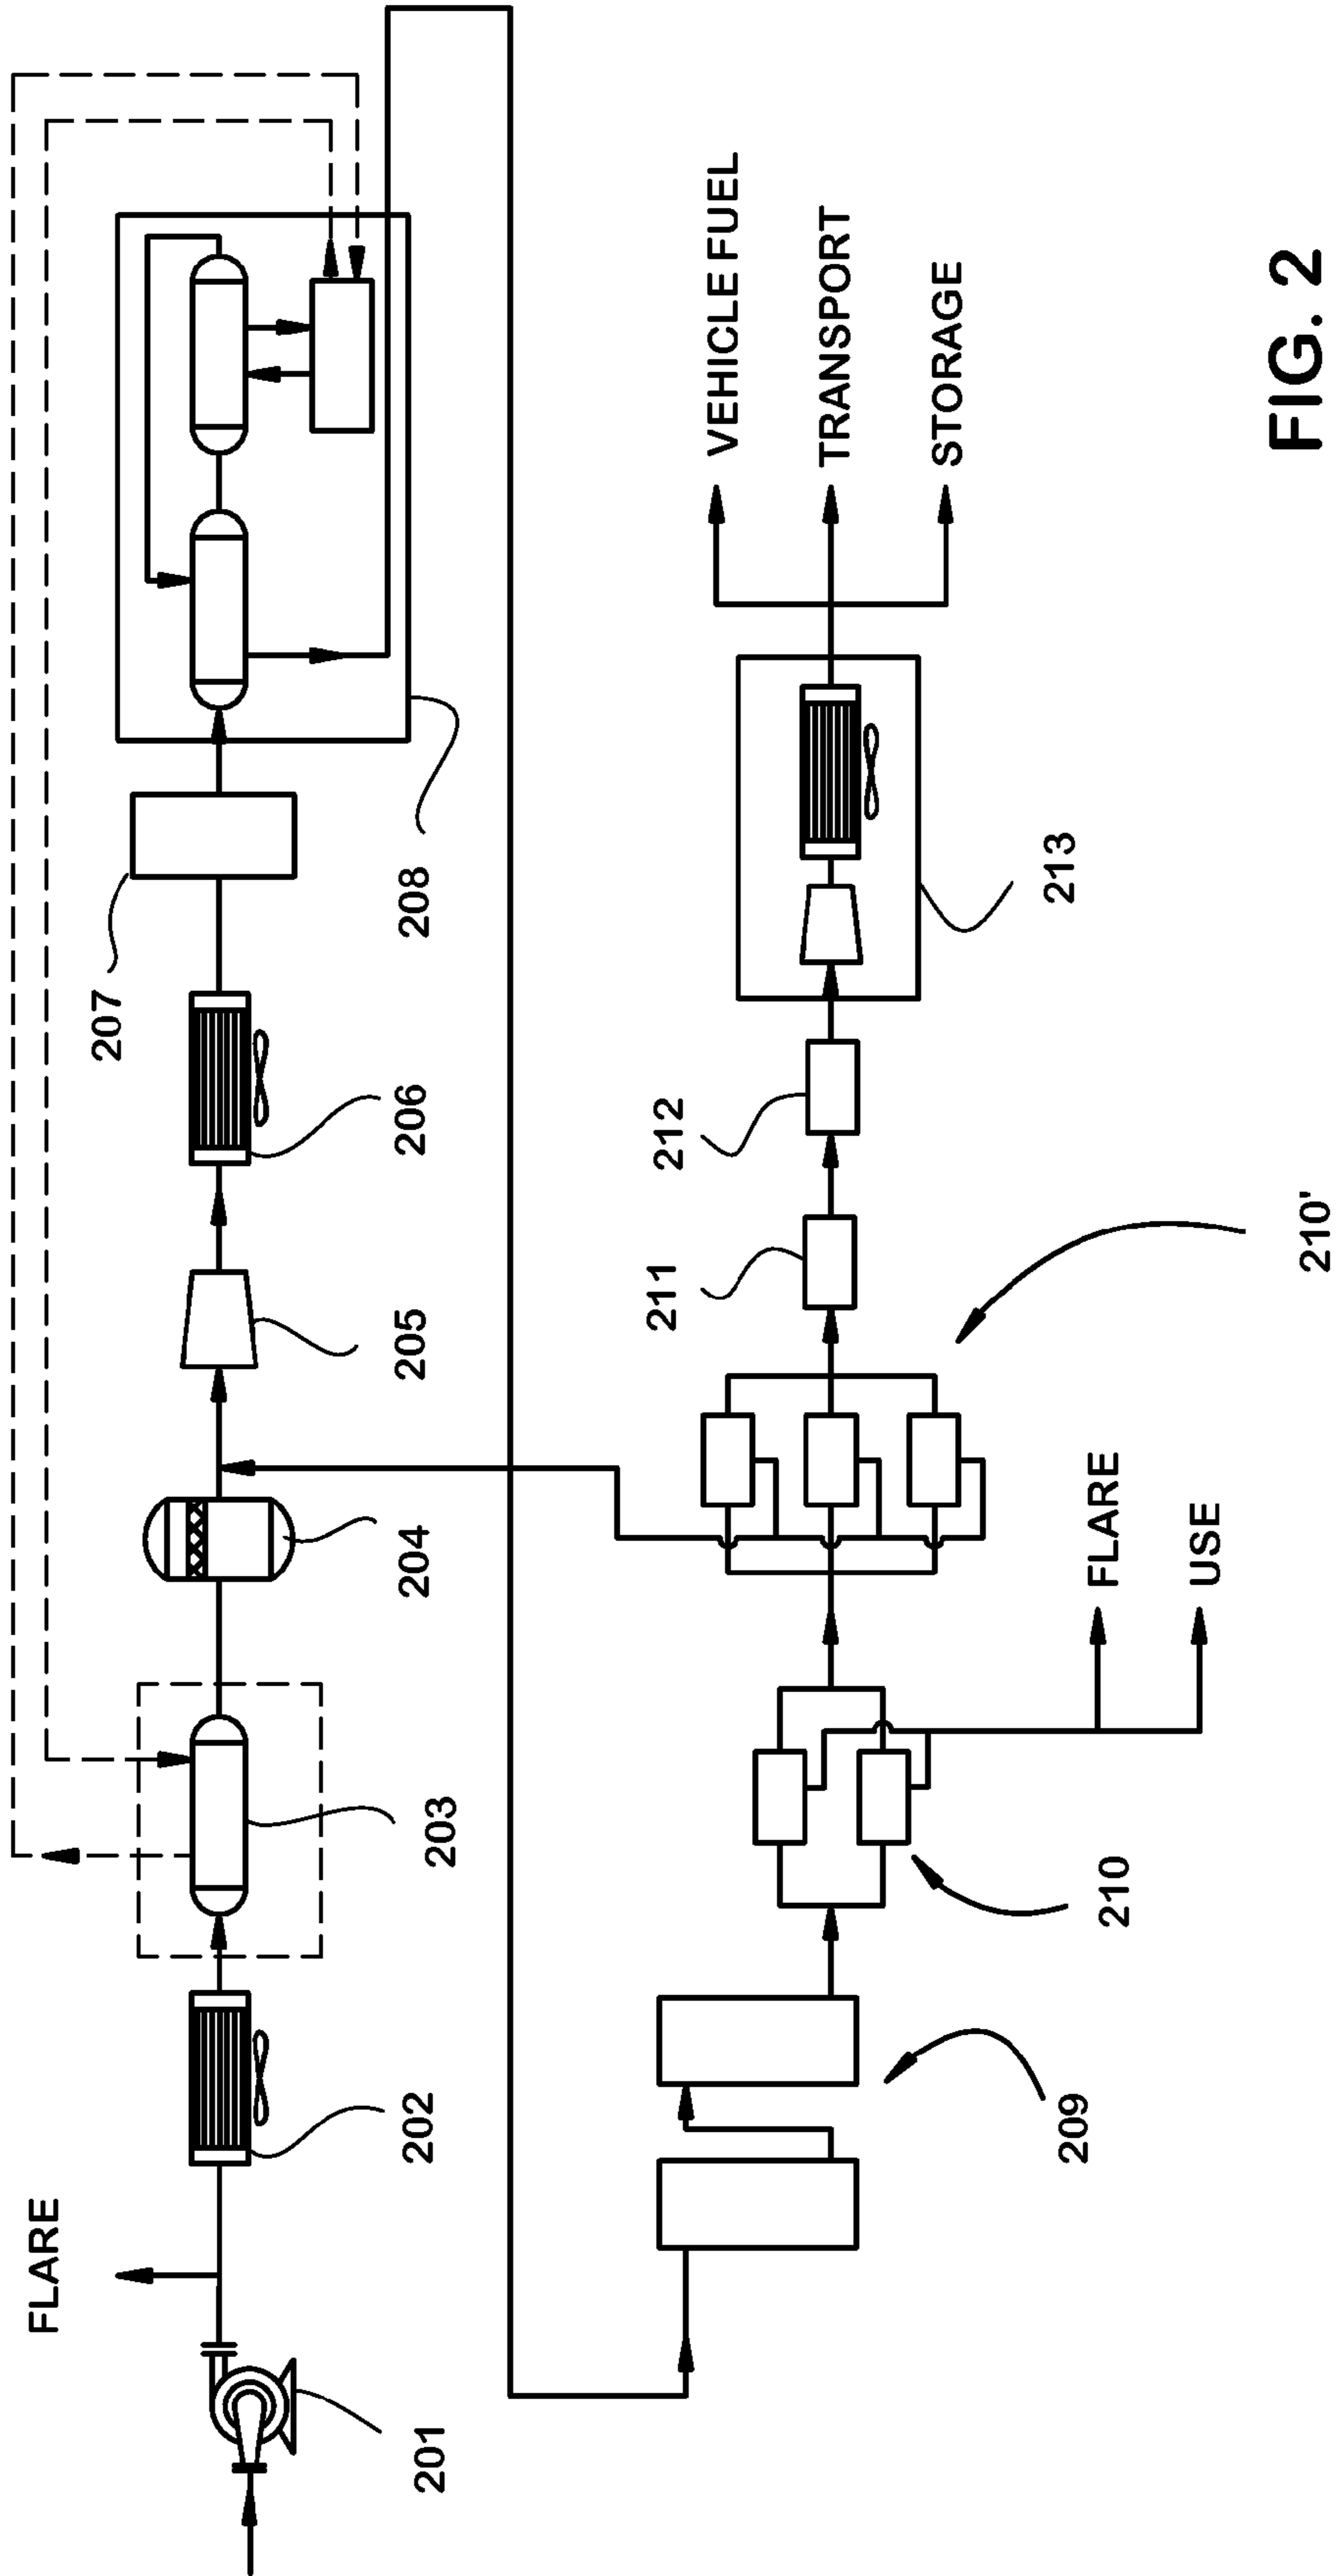 FLARE
201
202
203
204
205
206
207
208
209
210
FLARE
USE
210'
211
212
213
VEHICLE FUEL
TRANSPORT
STORAGE
FIG. 2